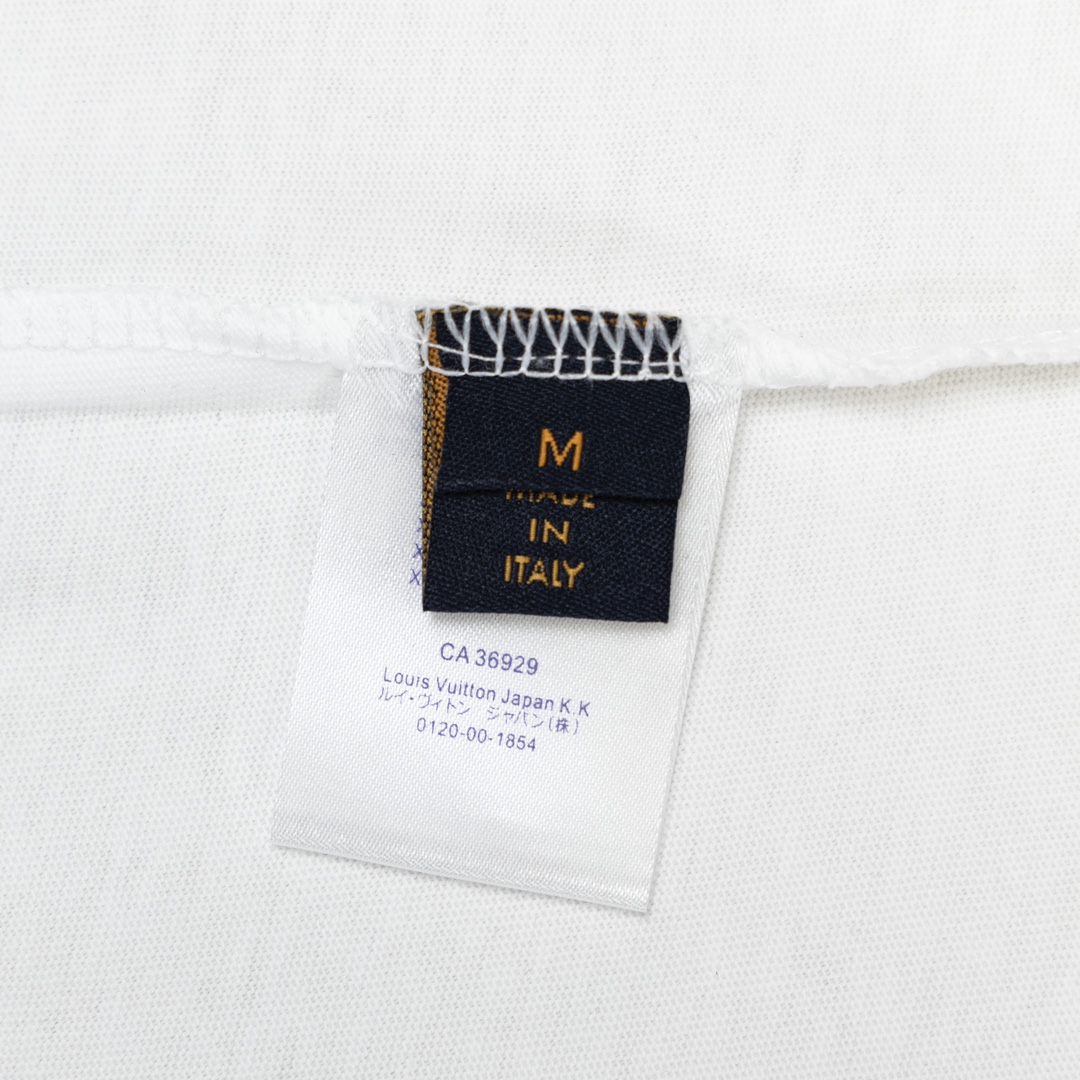 M
MADE
IN
ITALY
X
X
CA 36929
Louis Vuitton Japan K.K
ルイ・ヴィトン ジャパン(株)
0120-00-1854